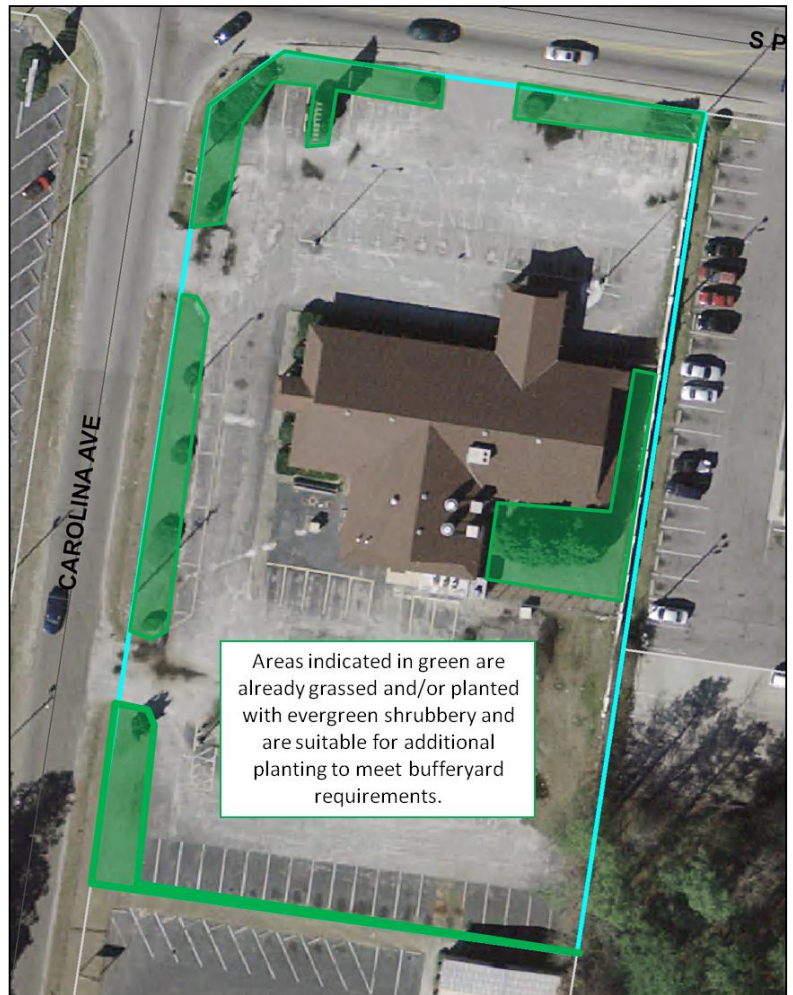 S P
CAROLINA AVE
Areas indicated in green are
already grassed and/or planted
with evergreen shrubbery and
are suitable for additional
planting to meet bufferyard
requirements.